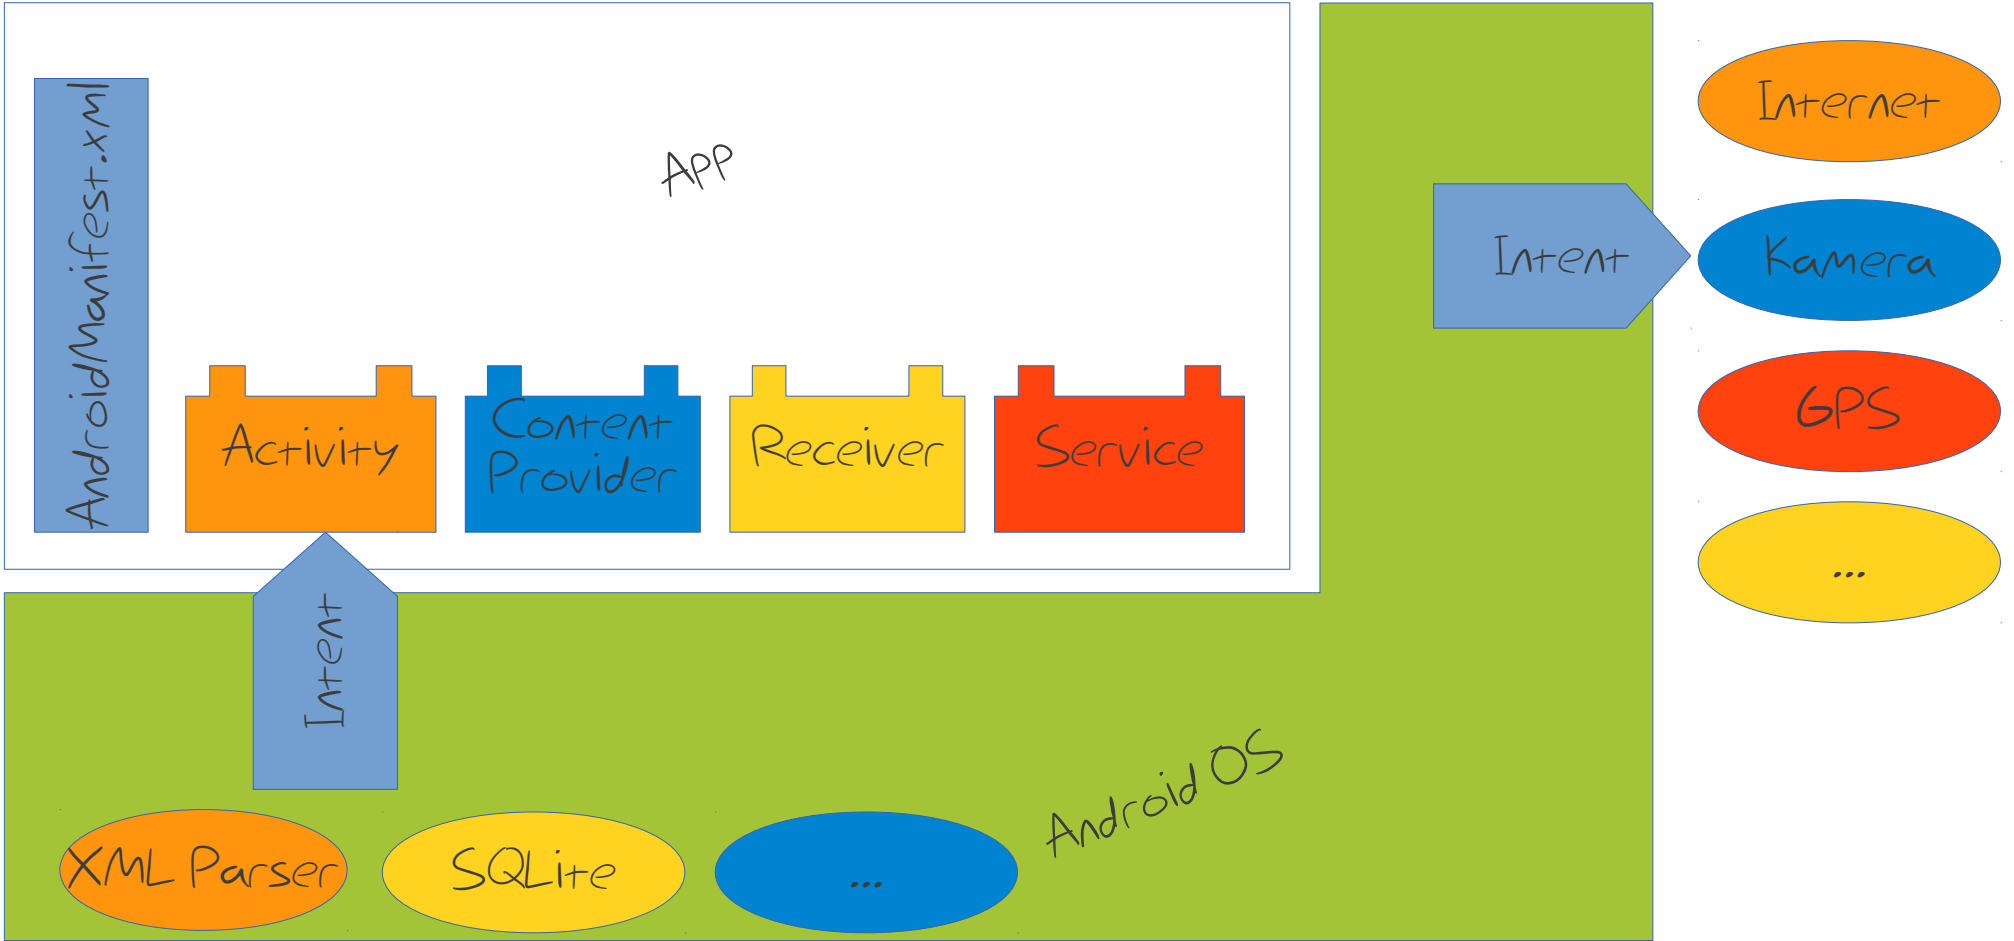 AndroidManifest.xml
App
Activity
Content
Provider
Receiver
Service
Intent
Internet
Kamera
GPS
...
Intent
Android OS
XML Parser
SQLite
...